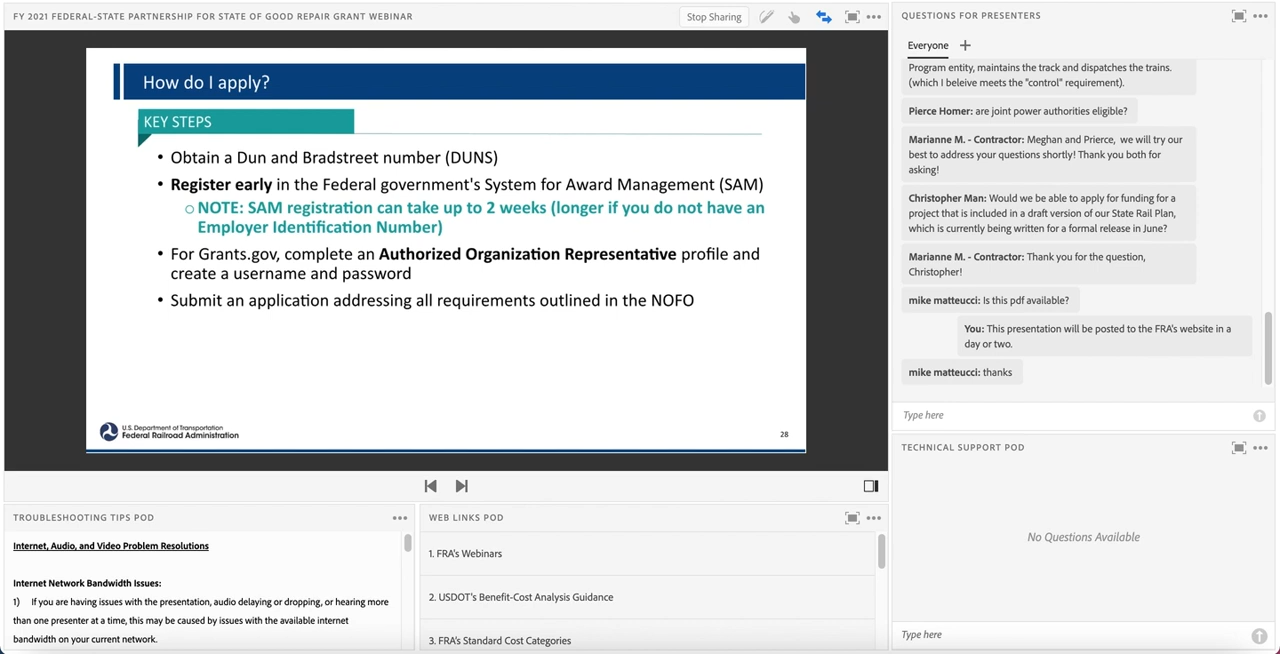 FY 2021 FEDERAL-STATE PARTNERSHIP FOR STATE OF GOOD REPAIR GRANT WEBINAR
Stop Sharing
How do I apply?
KEY STEPS
• Obtain a Dun and Bradstreet number (DUNS)
• Register early in the Federal government's System for Award Management (SAM)
○ NOTE: SAM registration can take up to 2 weeks (longer if you do not have an
Employer Identification Number)
• For Grants.gov, complete an Authorized Organization Representative profile and
create a username and password
• Submit an application addressing all requirements outlined in the NOFO
U.S. Department of Transportation
Federal Railroad Administration
28
TROUBLESHOOTING TIPS POD
Internet, Audio, and Video Problem Resolutions
Internet Network Bandwidth Issues:
1) If you are having issues with the presentation, audio delaying or dropping, or hearing more
than one presenter at a time, this may be caused by issues with the available internet
bandwidth on your current network.
WEB LINKS POD
1. FRA's Webinars
2. USDOT's Benefit-Cost Analysis Guidance
3. FRA's Standard Cost Categories
QUESTIONS FOR PRESENTERS
Everyone
Program entity, maintains the track and dispatches the trains.
(which I beleive meets the "control" requirement).
Pierce Homer: are joint power authorities eligible?
Marianne M. - Contractor: Meghan and Prierce, we will try our
best to address your questions shortly! Thank you both for
asking!
Christopher Man: Would we be able to apply for funding for a
project that is included in a draft version of our State Rail Plan,
which is currently being written for a formal release in June?
Marianne M. - Contractor: Thank you for the question,
Christopher!
mike matteucci: Is this pdf available?
You: This presentation will be posted to the FRA's website in a
day or two.
mike matteucci: thanks
Type here
TECHNICAL SUPPORT POD
No Questions Available
Type here